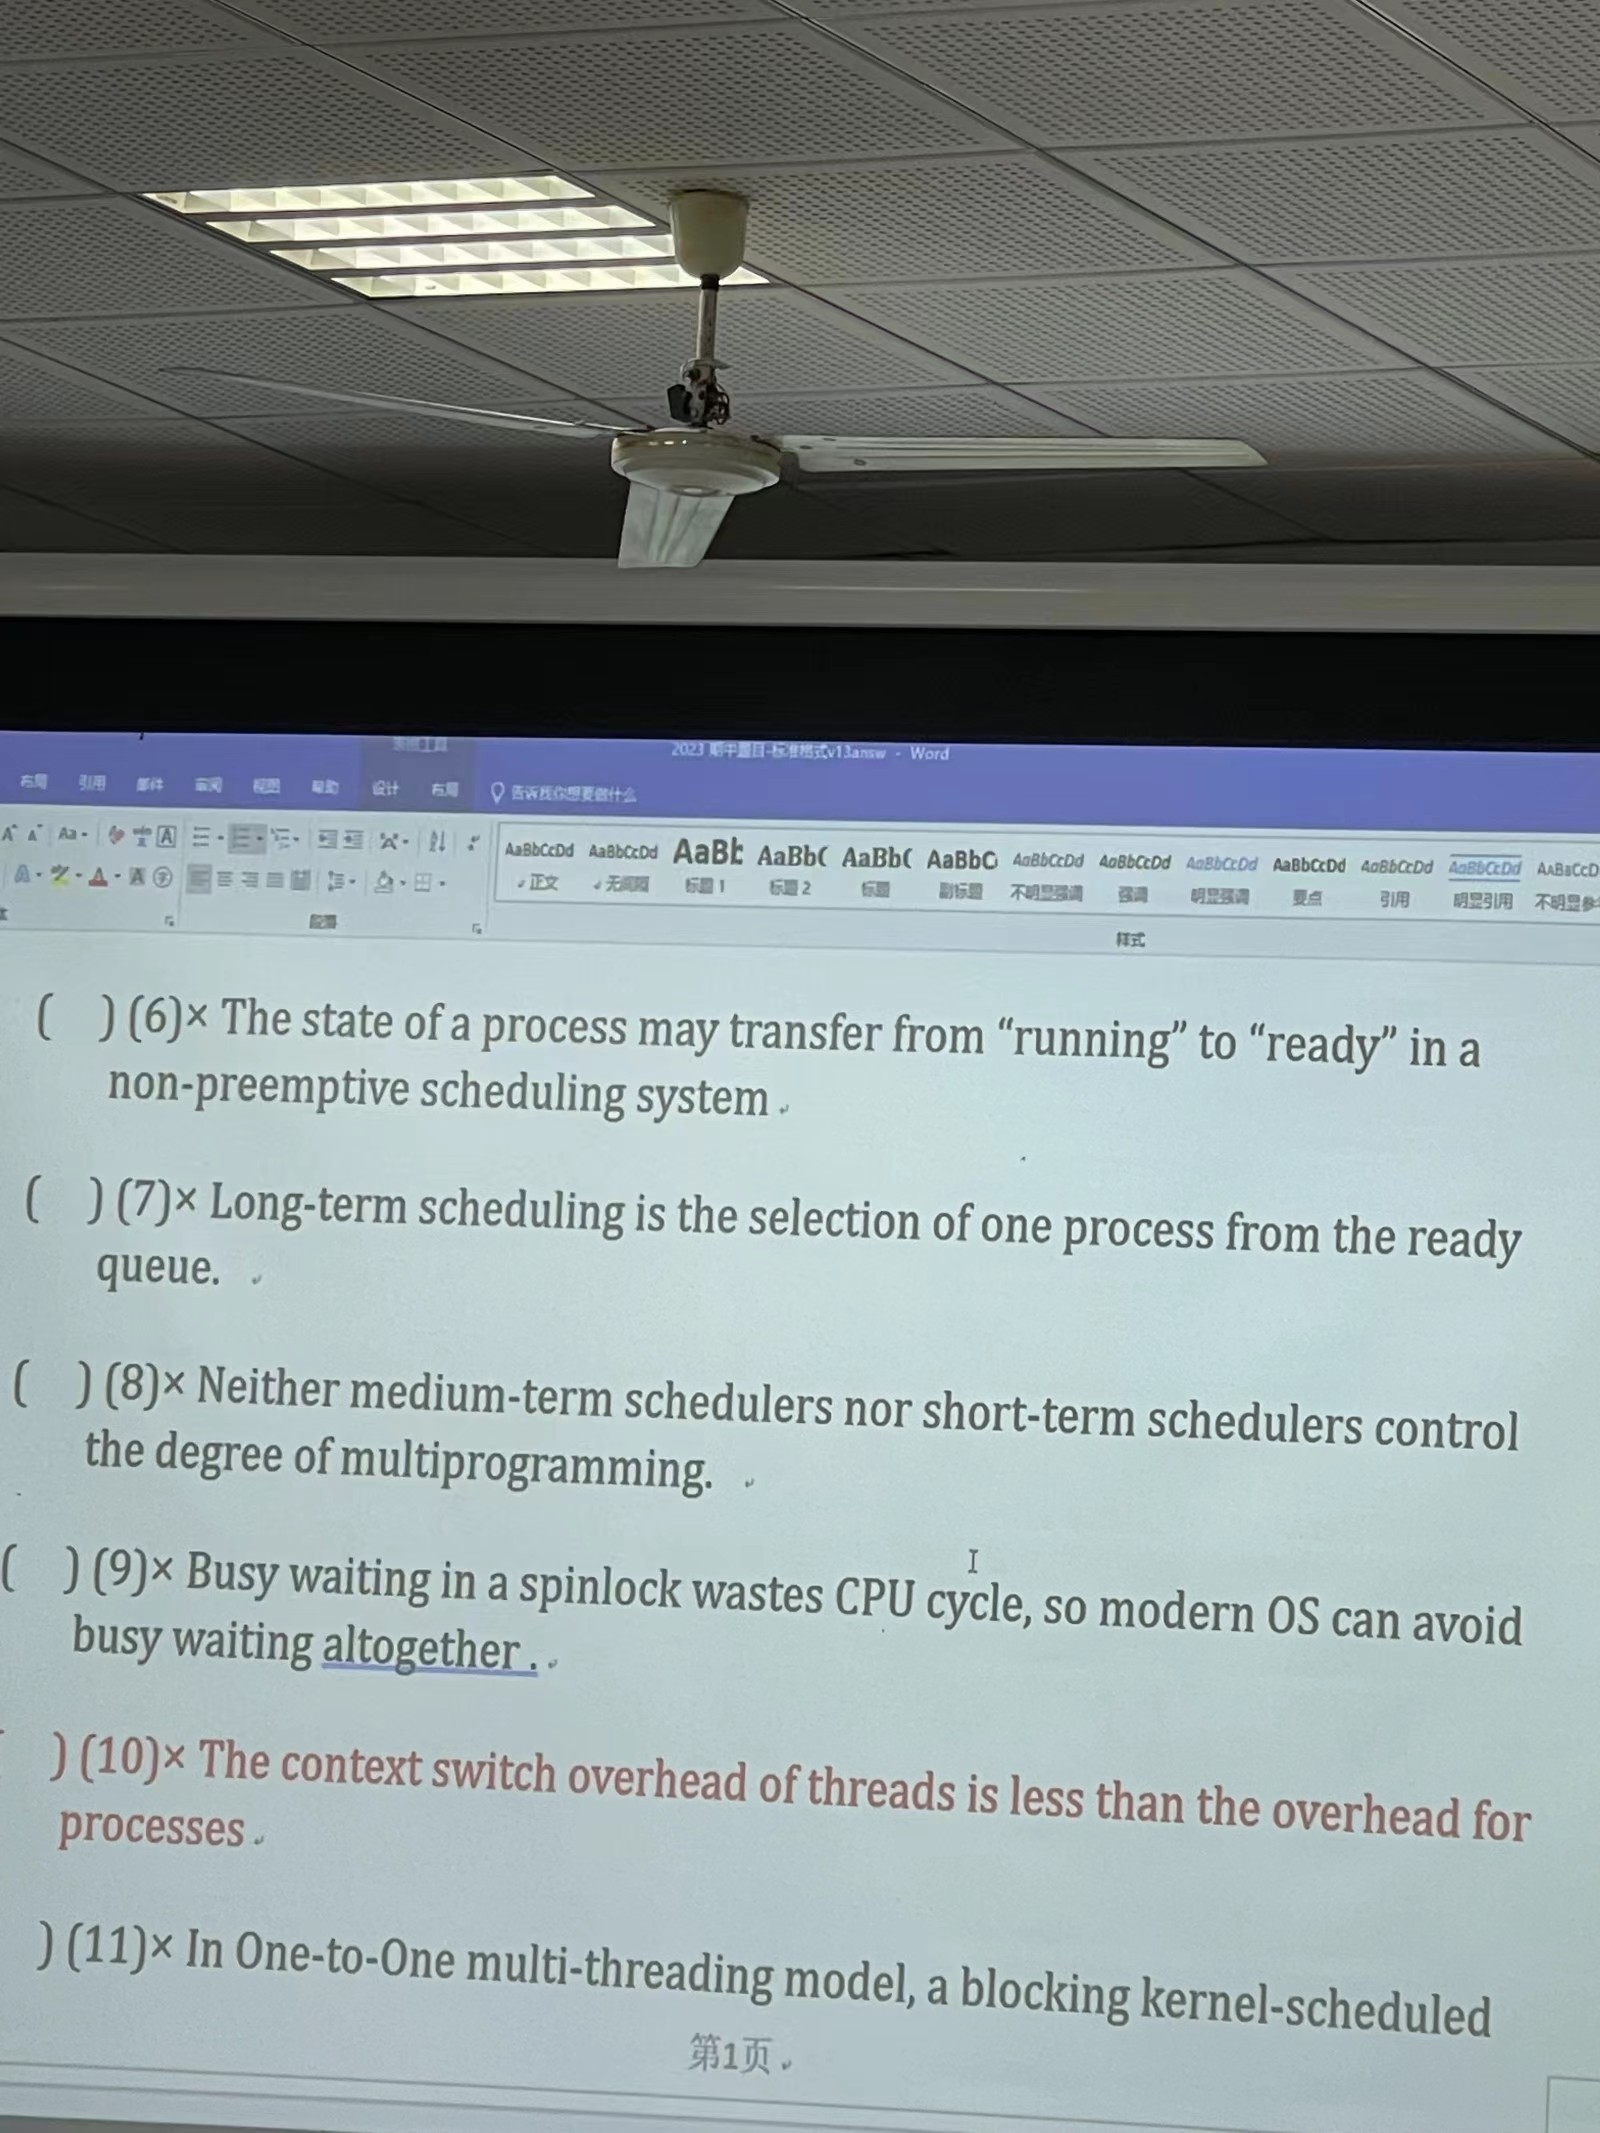 2023 期中题目-标准格式v13answ - Word
布局 引用 邮件 审阅 视图 帮助 设计 布局 告诉我你想要做什么
AaBbCcDd AaBbCcDd AaBb AaBb( AaBb( AaBbC AaBbCcDd AaBbCcDd AaBbCcDd AaBbCcDd AaBbCcDd AaBbCcDd AaBbCcD
正文 无间隔 标题 1 标题 2 标题 副标题 不明显强调 强调 明显强调 要点 引用 明显引用 不明显参
段落 样式
( ) (6)× The state of a process may transfer from “running” to “ready” in a
non-preemptive scheduling system
( ) (7)× Long-term scheduling is the selection of one process from the ready
queue.
( ) (8)× Neither medium-term schedulers nor short-term schedulers control
the degree of multiprogramming.
( ) (9)× Busy waiting in a spinlock wastes CPU cycle, so modern OS can avoid
busy waiting altogether .
) (10)× The context switch overhead of threads is less than the overhead for
processes
) (11)× In One-to-One multi-threading model, a blocking kernel-scheduled
第1页